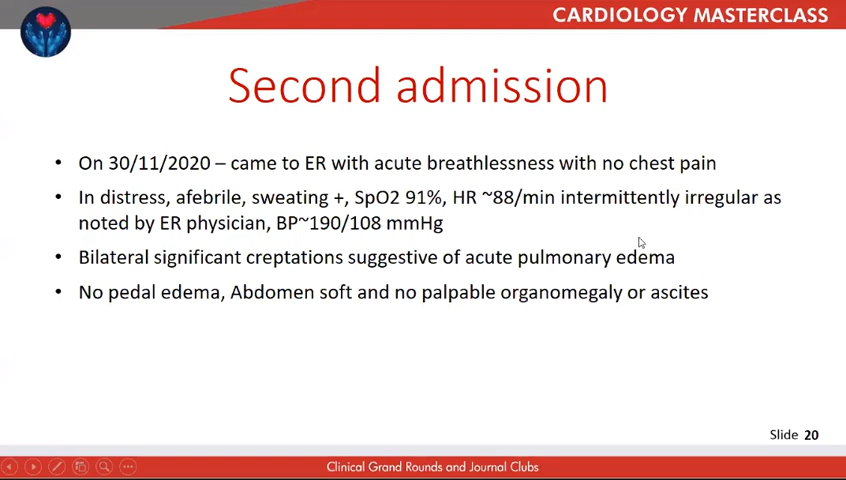 CARDIOLOGY MASTERCLASS
Second admission
• On 30/11/2020 – came to ER with acute breathlessness with no chest pain
• In distress, afebrile, sweating +, SpO2 91%, HR ~88/min intermittently irregular as
noted by ER physician, BP~190/108 mmHg
• Bilateral significant creptations suggestive of acute pulmonary edema
• No pedal edema, Abdomen soft and no palpable organomegaly or ascites
Slide 20
Clinical Grand Rounds and Journal Clubs